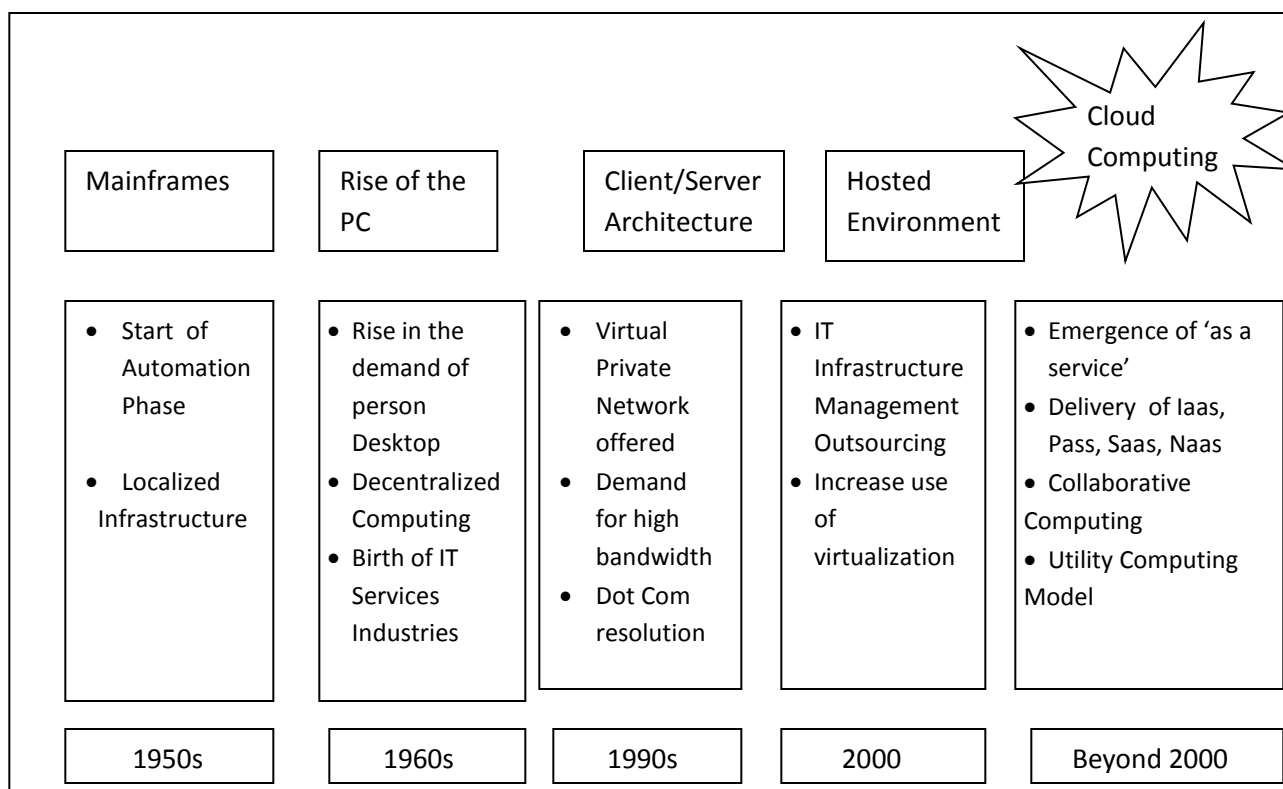 Mainframes
Rise of the
PC
Client/Server
Architecture
Hosted
Environment
Cloud
Computing
• Start of
Automation
Phase
• Localized
Infrastructure
• Rise in the
demand of
person
Desktop
• Decentralized
Computing
• Birth of IT
Services
Industries
• Virtual
Private
Network
offered
• Demand
for high
bandwidth
• Dot Com
resolution
• IT
Infrastructure
Management
Outsourcing
• Increase use
of
virtualization
• Emergence of ‘as a
service’
• Delivery of Iaas,
Pass, Saas, Naas
• Collaborative
Computing
• Utility Computing
Model
1950s
1960s
1990s
2000
Beyond 2000